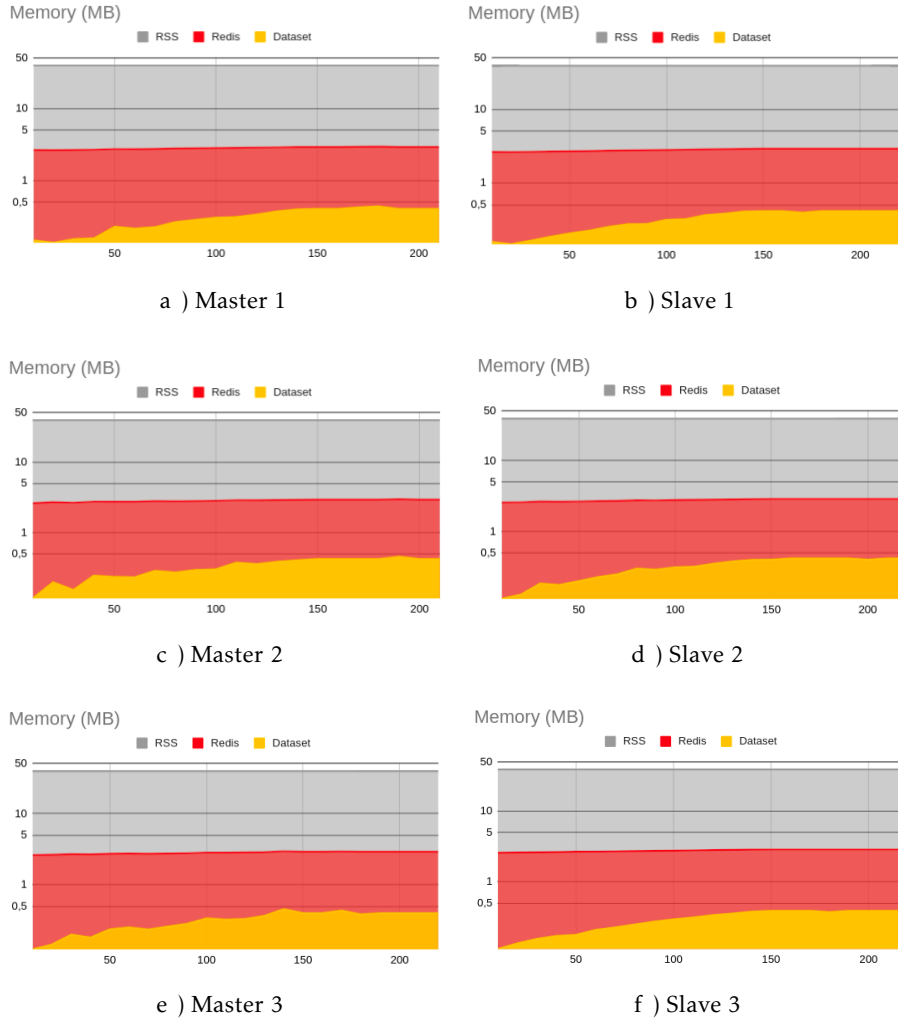 Memory (MB)
RSS Redis Dataset
50
10
5
1
0,5
50 100 150 200
a ) Master 1
Memory (MB)
RSS Redis Dataset
50
10
5
1
0,5
50 100 150 200
b ) Slave 1
Memory (MB)
RSS Redis Dataset
50
10
5
1
0,5
50 100 150 200
c ) Master 2
Memory (MB)
RSS Redis Dataset
50
10
5
1
0,5
50 100 150 200
d ) Slave 2
Memory (MB)
RSS Redis Dataset
50
10
5
1
0,5
50 100 150 200
e ) Master 3
Memory (MB)
RSS Redis Dataset
50
10
5
1
0,5
50 100 150 200
f ) Slave 3